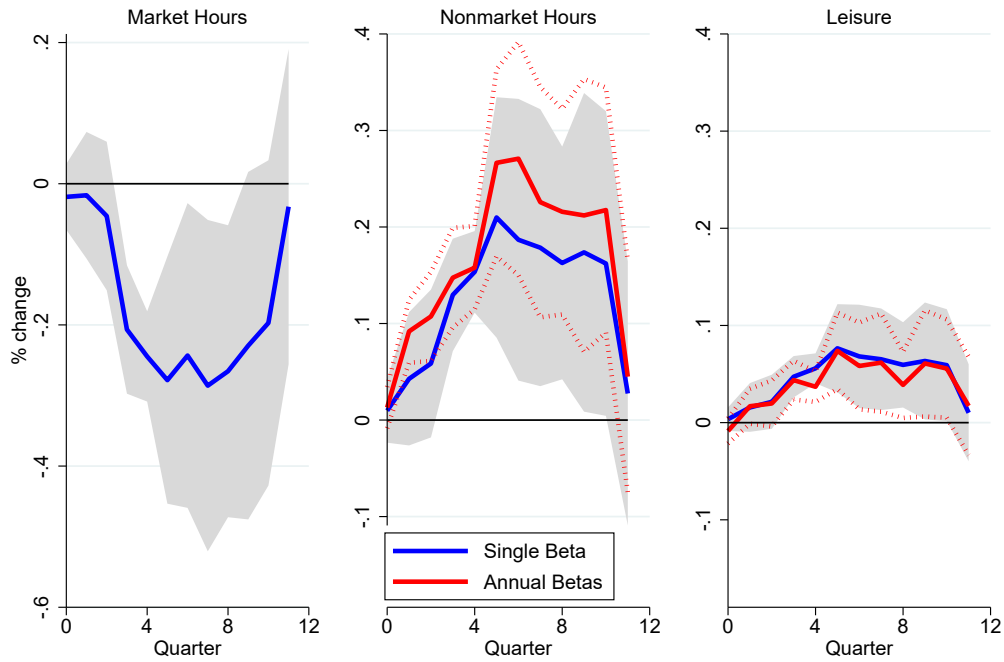 Market Hours
Nonmarket Hours
Leisure
% change
.2
0
-.2
-.4
-.6
0 4 8 12
Quarter
.4
.3
.2
.1
0
-.1
Single Beta
Annual Betas
0 4 8 12
Quarter
.4
.3
.2
.1
0
-.1
0 4 8 12
Quarter